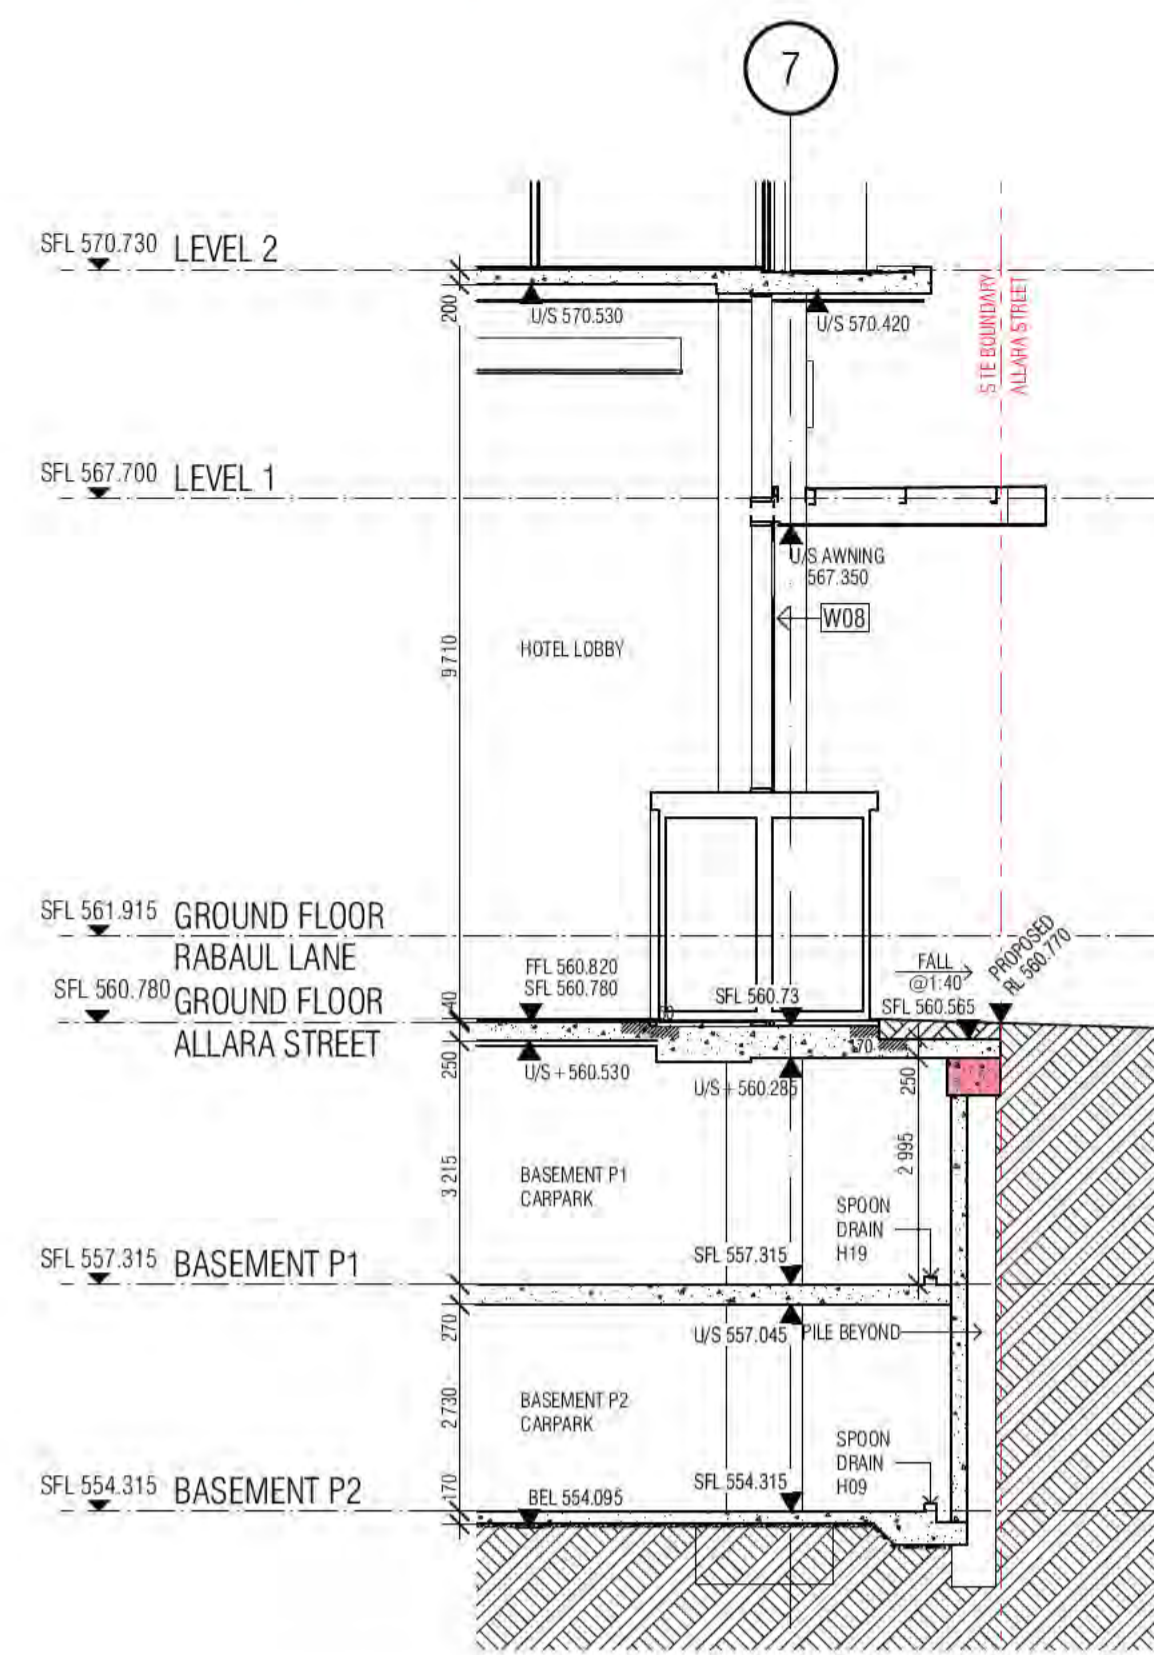 7
SFL 570.730 LEVEL 2
200
U/S 570.530
U/S 570.420
S TE BOUNDARY
ALLARA STREET
SFL 567.700 LEVEL 1
U/S AWNING
567.350
W08
9 710
HOTEL LOBBY
SFL 561.915 GROUND FLOOR
RABAUL LANE
SFL 560.780 GROUND FLOOR
ALLARA STREET
40
FFL 560.820
SFL 560.780
SFL 560.73
FALL
@1:40
SFL 560.565
PROPOSED
RL 560.770
250
U/S + 560.530
U/S + 560.285
170
250
3 215
2 995
BASEMENT P1
CARPARK
SPOON
DRAIN
H19
SFL 557.315 BASEMENT P1
SFL 557.315
270
U/S 557.045
PILE BEYOND
2 730
BASEMENT P2
CARPARK
SPOON
DRAIN
H09
SFL 554.315 BASEMENT P2
170
BEL 554.095
SFL 554.315